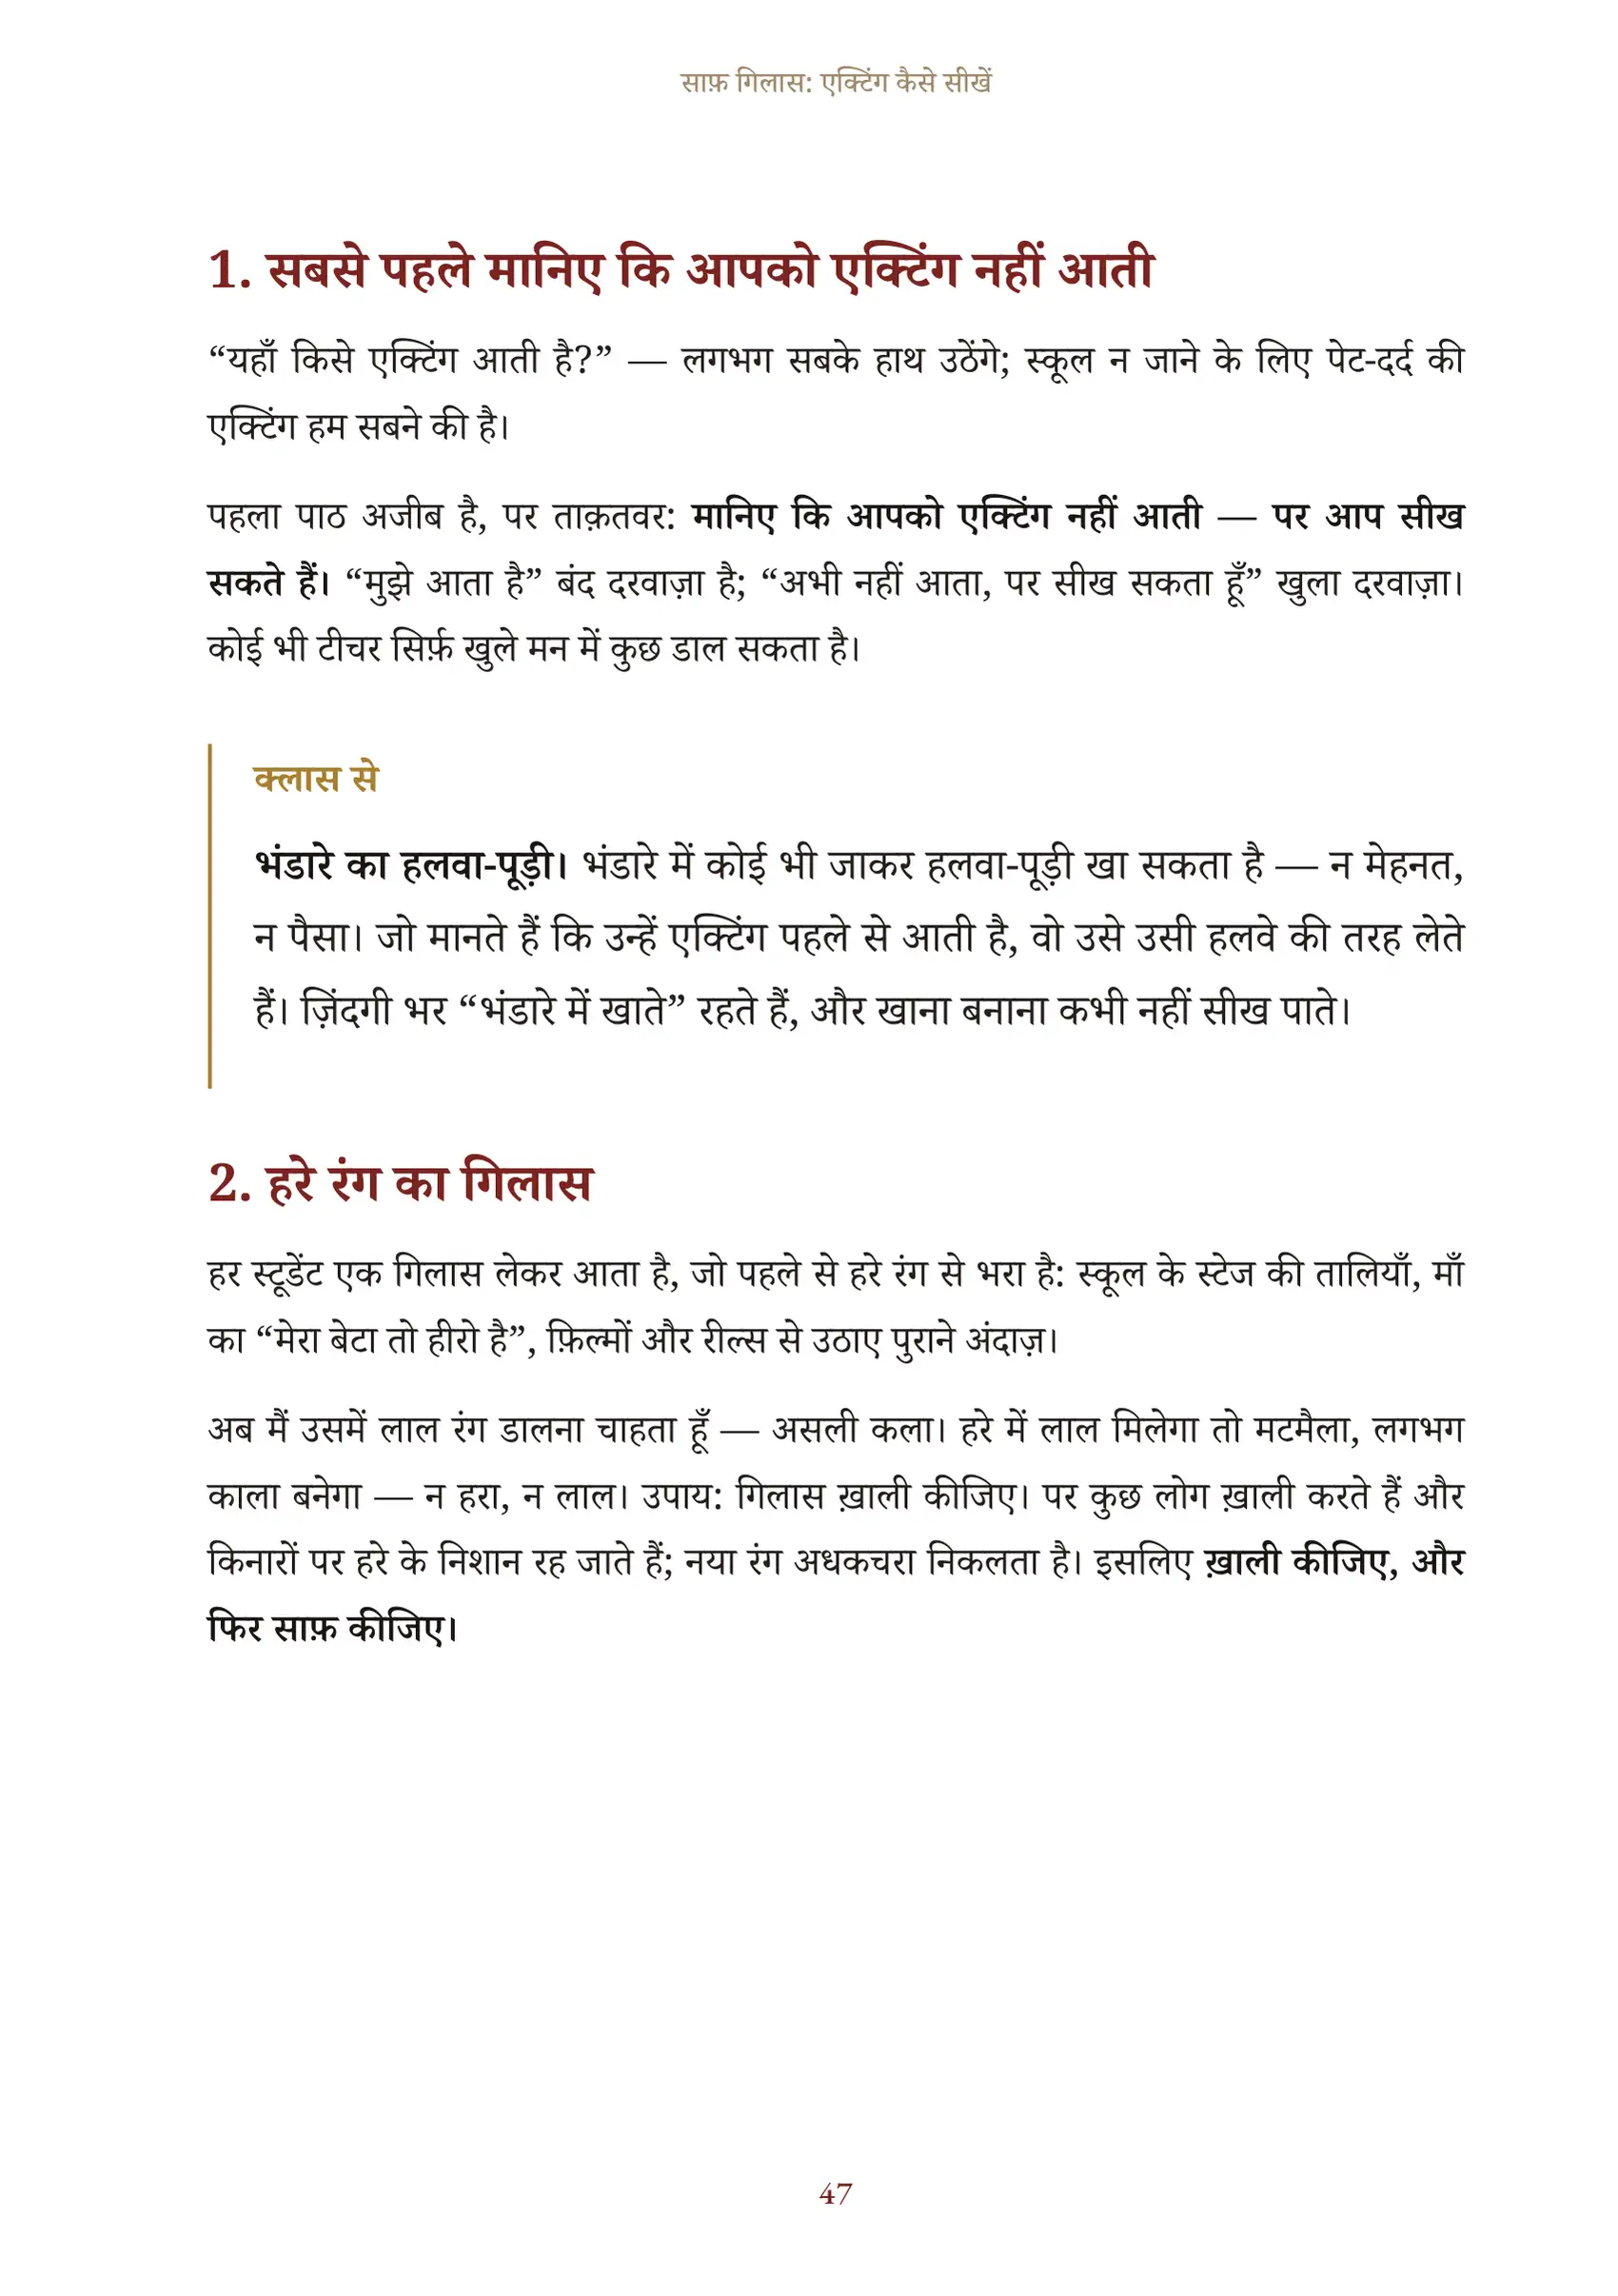 साफ़ गिलास: एक्टिंग कैसे सीखें
1. सबसे पहले मानिए कि आपको एक्टिंग नहीं आती
“यहाँ किसे एक्टिंग आती है?” — लगभग सबके हाथ उठेंगे; स्कूल न जाने के लिए पेट-दर्द की
एक्टिंग हम सबने की है।
पहला पाठ अजीब है, पर ताक़तवर: मानिए कि आपको एक्टिंग नहीं आती — पर आप सीख
सकते हैं। “मुझे आता है” बंद दरवाज़ा है; “अभी नहीं आता, पर सीख सकता हूँ” खुला दरवाज़ा।
कोई भी टीचर सिर्फ़ खुले मन में कुछ डाल सकता है।
क्लास से
भंडारे का हलवा-पूड़ी। भंडारे में कोई भी जाकर हलवा-पूड़ी खा सकता है — न मेहनत,
न पैसा। जो मानते हैं कि उन्हें एक्टिंग पहले से आती है, वो उसे उसी हलवे की तरह लेते
हैं। ज़िंदगी भर “भंडारे में खाते” रहते हैं, और खाना बनाना कभी नहीं सीख पाते।
2. हरे रंग का गिलास
हर स्टूडेंट एक गिलास लेकर आता है, जो पहले से हरे रंग से भरा है: स्कूल के स्टेज की तालियाँ, माँ
का “मेरा बेटा तो हीरो है”, फ़िल्मों और रील्स से उठाए पुराने अंदाज़।
अब मैं उसमें लाल रंग डालना चाहता हूँ — असली कला। हरे में लाल मिलेगा तो मटमैला, लगभग
काला बनेगा — न हरा, न लाल। उपाय: गिलास ख़ाली कीजिए। पर कुछ लोग ख़ाली करते हैं और
किनारों पर हरे के निशान रह जाते हैं; नया रंग अधकचरा निकलता है। इसलिए ख़ाली कीजिए, और
फिर साफ़ कीजिए।
47